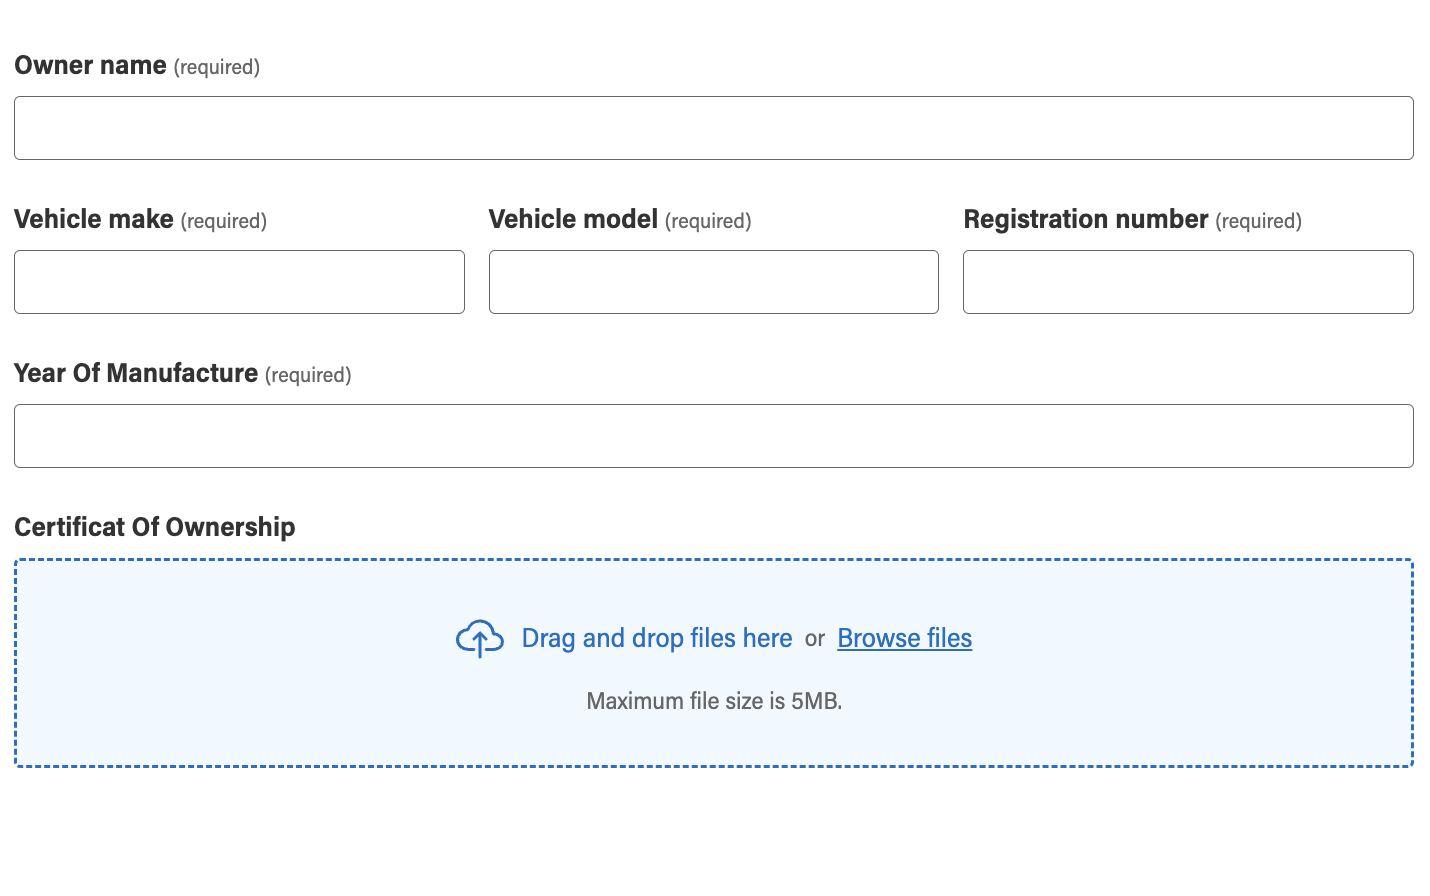 Owner name (required)
Vehicle make (required) Vehicle model (required) Registration number (required)
Year Of Manufacture (required)
Certificat Of Ownership
Drag and drop files here or Browse files
Maximum file size is 5MB.